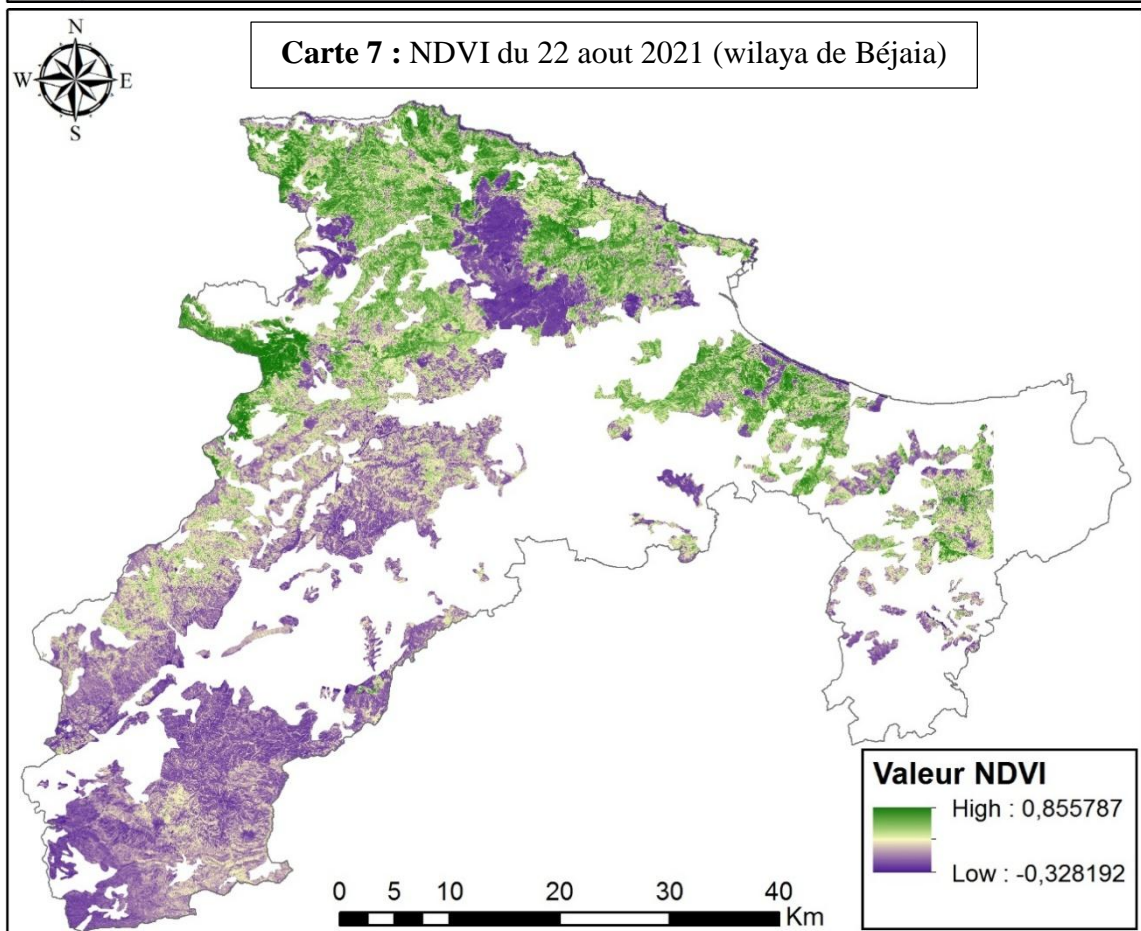 N
Carte 7 : NDVI du 22 aout 2021 (wilaya de Béjaia)
W E
S
Valeur NDVI
High : 0,855787
Low : -0,328192
0 5 10 20 30 40
Km